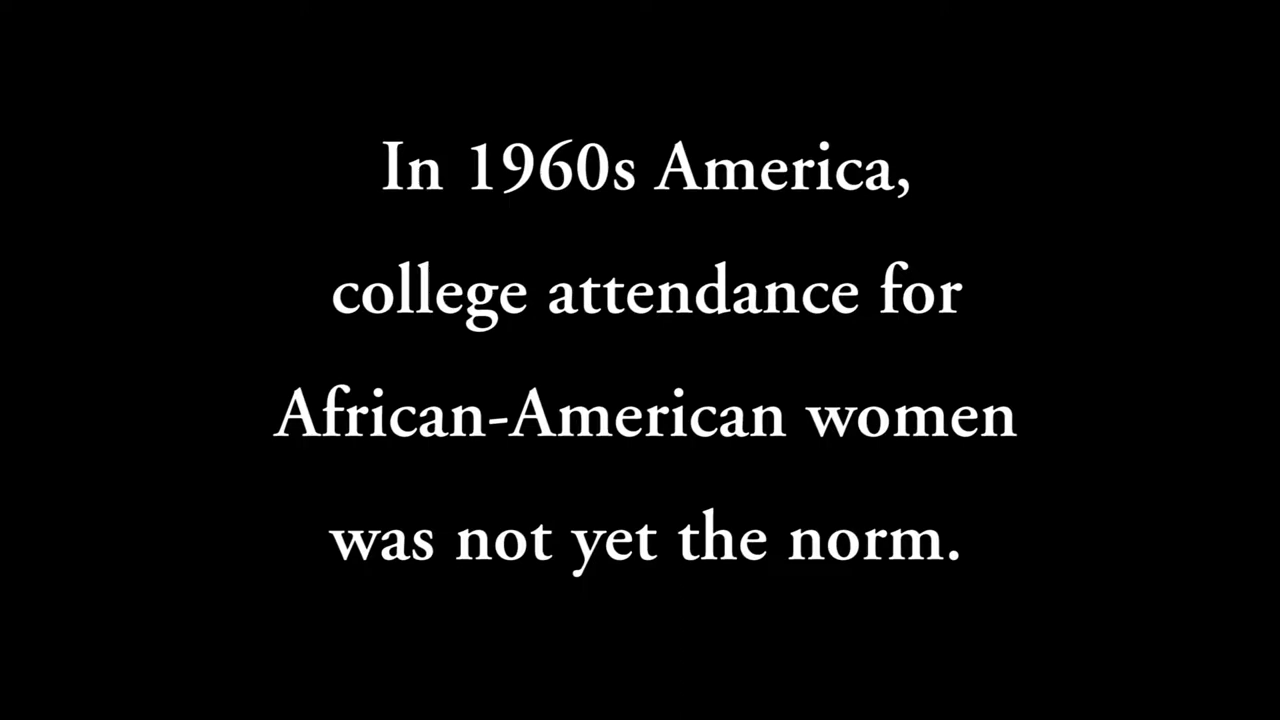 In 1960s America,
college attendance for
African-American women
was not yet the norm.